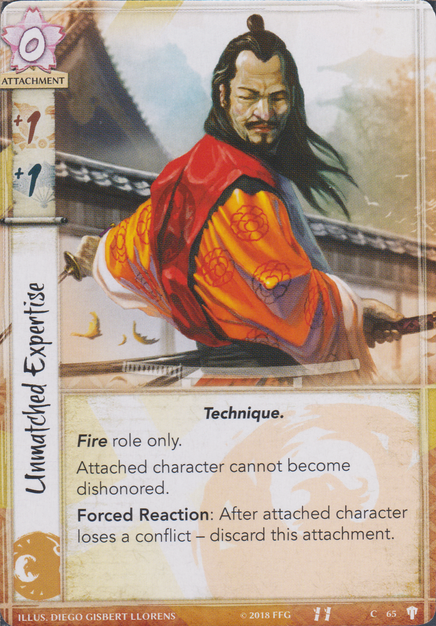 0
ATTACHMENT
+1
+1
Unmatched Expertise
Technique.
Fire role only.
Attached character cannot become
dishonored.
Forced Reaction: After attached character
loses a conflict – discard this attachment.
ILLUS. DIEGO GISBERT LLORENS
© 2018 FFG
C 65